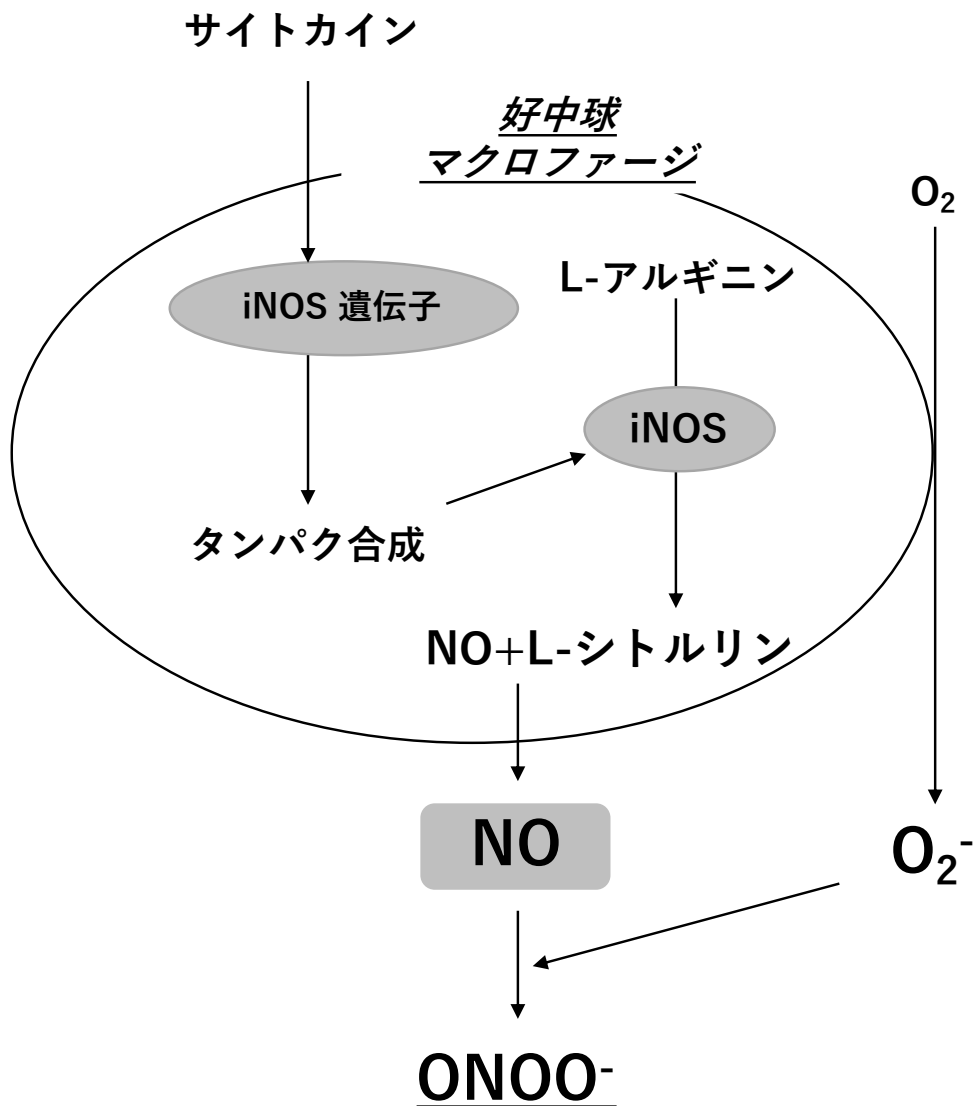 サイトカイン
好中球
マクロファージ
O₂
L-アルギニン
iNOS 遺伝子
iNOS
タンパク合成
NO+L-シトルリン
NO
O₂⁻
ONOO⁻